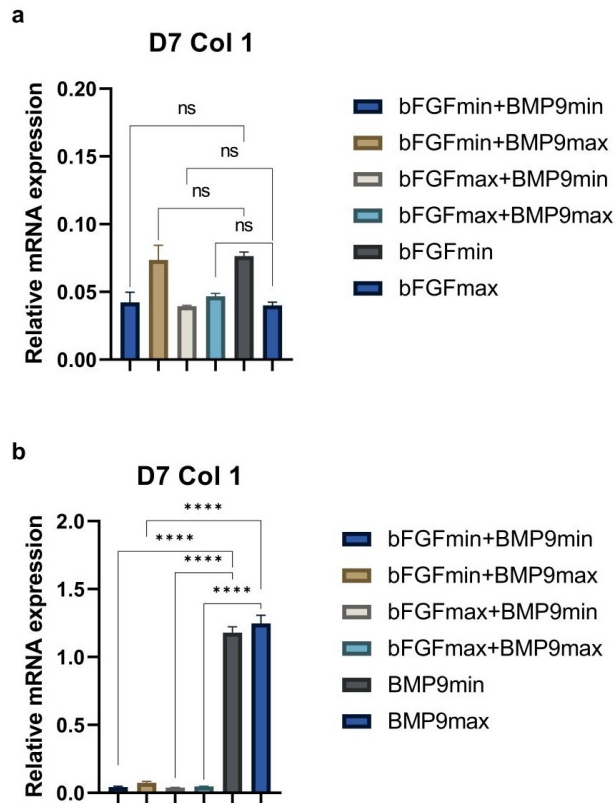 a
D7 Col 1
Relative mRNA expression
0.20
0.15
0.10
0.05
0.00
ns
ns
ns
ns
bFGFmin+BMP9min
bFGFmin+BMP9max
bFGFmax+BMP9min
bFGFmax+BMP9max
bFGFmin
bFGFmax
b
D7 Col 1
Relative mRNA expression
2.0
1.5
1.0
0.5
0.0
****
****
****
****
bFGFmin+BMP9min
bFGFmin+BMP9max
bFGFmax+BMP9min
bFGFmax+BMP9max
BMP9min
BMP9max